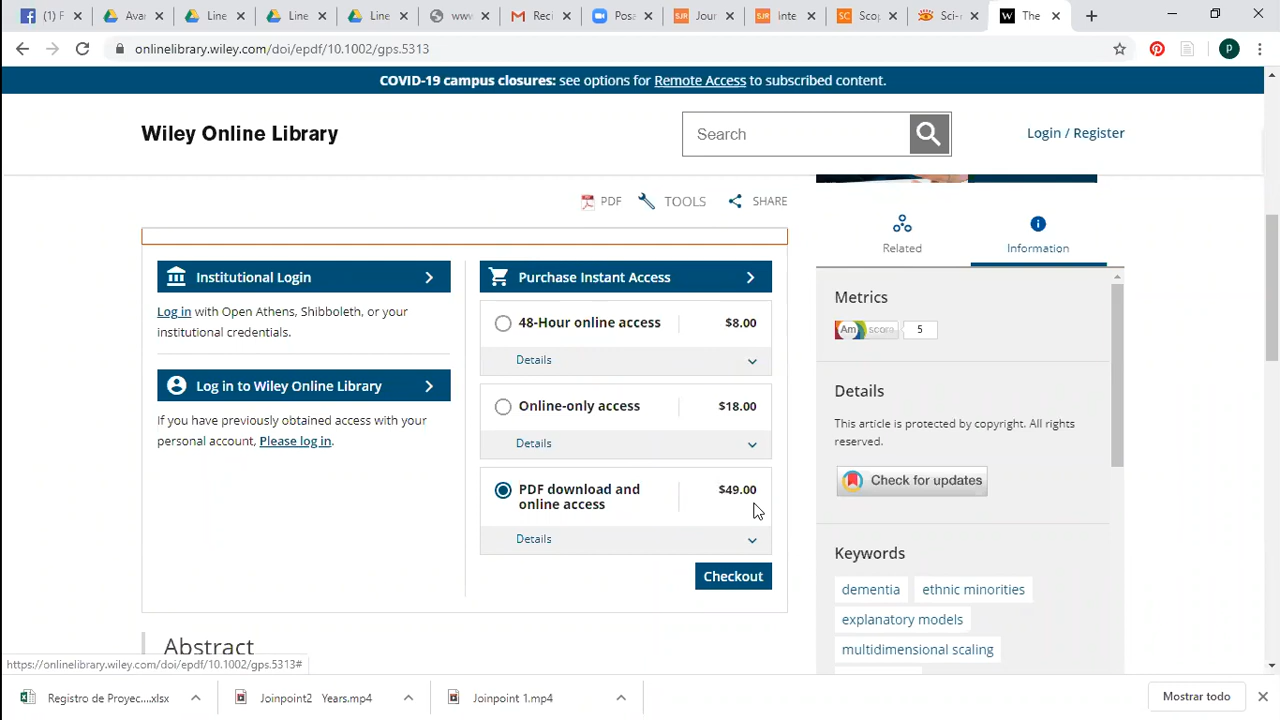 (1) F
Avar
Line
Line
Line
www
Reci
Posa
Jour
Inte
Scop
Sci-
The
onlinelibrary.wiley.com/doi/epdf/10.1002/gps.5313
P
COVID-19 campus closures: see options for Remote Access to subscribed content.
Wiley Online Library
Search
Login / Register
PDF
TOOLS
SHARE
Related
Information
Institutional Login
Log in with Open Athens, Shibboleth, or your
institutional credentials.
Log in to Wiley Online Library
If you have previously obtained access with your
personal account, Please log in.
Purchase Instant Access
48-Hour online access $8.00
Details
Online-only access $18.00
Details
PDF download and
online access
$49.00
Details
Checkout
Metrics
Am score 5
Details
This article is protected by copyright. All rights
reserved.
Check for updates
Keywords
dementia ethnic minorities
explanatory models
multidimensional scaling
Abstract
https://onlinelibrary.wiley.com/doi/epdf/10.1002/gps.5313#
Registro de Proyec....xlsx
Joinpoint2 Years.mp4
Joinpoint 1.mp4
Mostrar todo